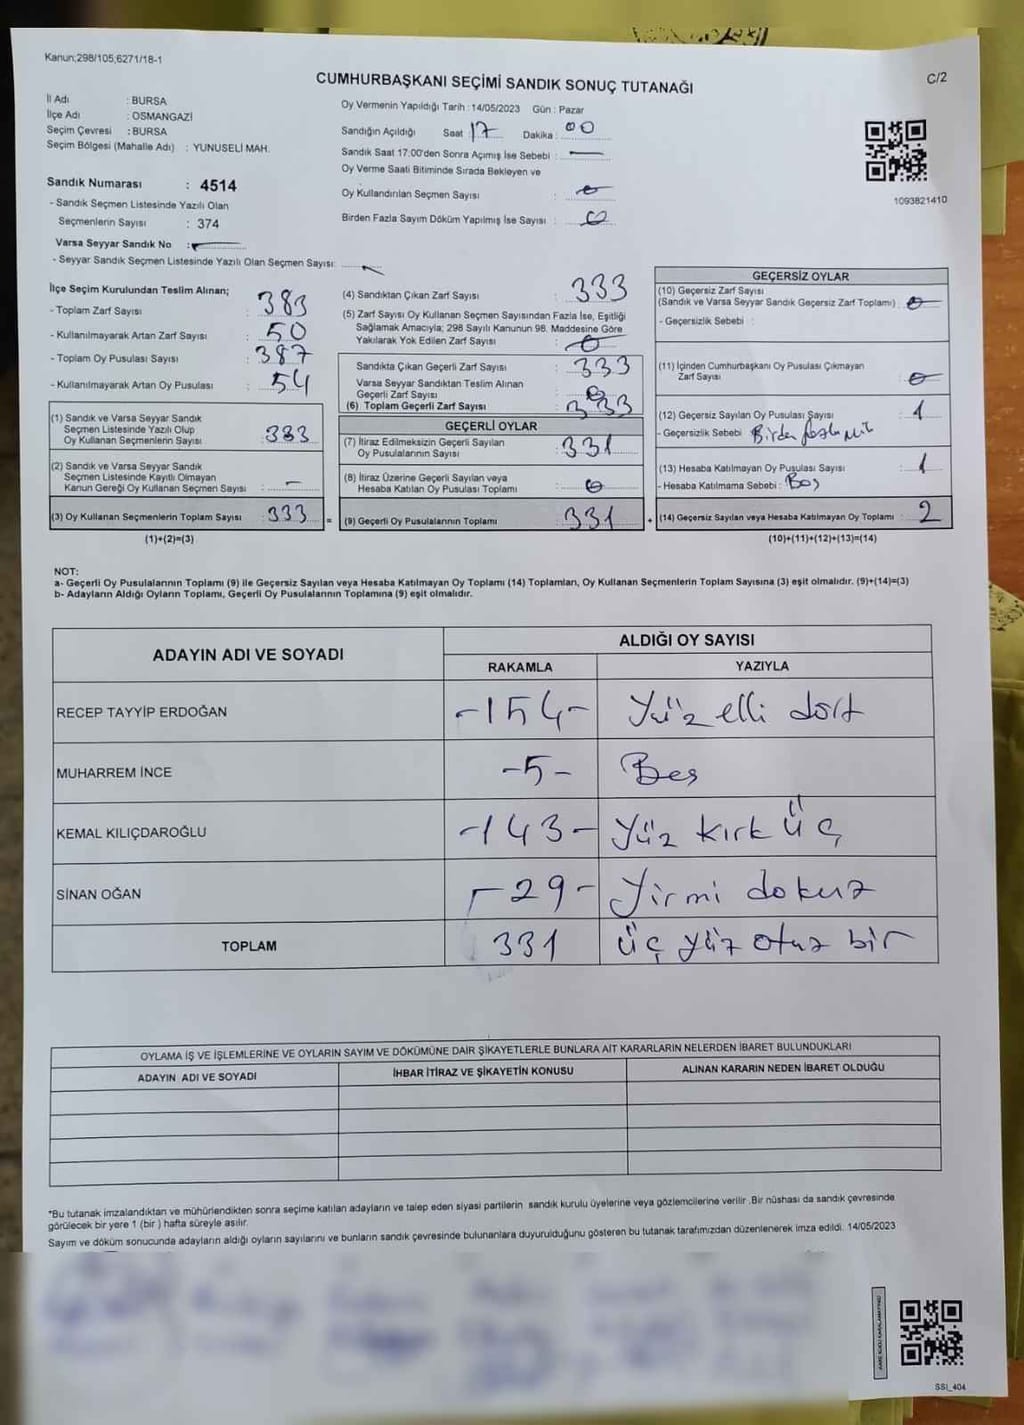 Kanun;298/105;6271/18-1
C/2
CUMHURBAŞKANI SEÇİMİ SANDIK SONUÇ TUTANAĞI
İl Adı : BURSA
İlçe Adı : OSMANGAZİ
Seçim Çevresi : BURSA
Seçim Bölgesi (Mahalle Adı) : YUNUSELİ MAH.
Sandık Numarası : 4514
- Sandık Seçmen Listesinde Yazılı Olan
Seçmenlerin Sayısı : 374
Varsa Seyyar Sandık No :
- Seyyar Sandık Seçmen Listesinde Yazılı Olan Seçmen Sayısı:
Oy Vermenin Yapıldığı Tarih : 14/05/2023 Gün : Pazar
Sandığın Açıldığı Saat 17 Dakika : 00
Sandık Saat 17:00'den Sonra Açımış İse Sebebi : —
Oy Verme Saati Bitiminde Sırada Bekleyen ve
Oy Kullandırılan Seçmen Sayısı : 0
Birden Fazla Sayım Döküm Yapılmış İse Sayısı : 0
1093821410
İlçe Seçim Kurulundan Teslim Alınan;
- Toplam Zarf Sayısı : 383
- Kullanılmayarak Artan Zarf Sayısı : 50
- Toplam Oy Pusulası Sayısı : 387
- Kullanılmayarak Artan Oy Pusulası : 54
(1) Sandık ve Varsa Seyyar Sandık
Seçmen Listesinde Yazılı Olup
Oy Kullanan Seçmenlerin Sayısı : 333
(2) Sandık ve Varsa Seyyar Sandık
Seçmen Listesinde Kayıtlı Olmayan
Kanun Gereği Oy Kullanan Seçmen Sayısı : —
(3) Oy Kullanan Seçmenlerin Toplam Sayısı : 333
(1)+(2)=(3)
(4) Sandıktan Çıkan Zarf Sayısı : 333
(5) Zarf Sayısı Oy Kullanan Seçmen Sayısından Fazla İse, Eşitliği
Sağlamak Amacıyla; 298 Sayılı Kanunun 98. Maddesine Göre
Yakılarak Yok Edilen Zarf Sayısı : 0
Sandıkta Çıkan Geçerli Zarf Sayısı : 333
Varsa Seyyar Sandıktan Teslim Alınan
Geçerli Zarf Sayısı : 0
(6) Toplam Geçerli Zarf Sayısı : 333
GEÇERLİ OYLAR
(7) İtiraz Edilmeksizin Geçerli Sayılan
Oy Pusulalarının Sayısı : 331
(8) İtiraz Üzerine Geçerli Sayılan veya
Hesaba Katılan Oy Pusulası Toplamı : 0
= (9) Geçerli Oy Pusulalarının Toplamı : 331
GEÇERSİZ OYLAR
(10) Geçersiz Zarf Sayısı
(Sandık ve Varsa Seyyar Sandık Geçersiz Zarf Toplamı) : 0
- Geçersizlik Sebebi :
(11) İçinden Cumhurbaşkanı Oy Pusulası Çıkmayan
Zarf Sayısı : 0
(12) Geçersiz Sayılan Oy Pusulası Sayısı : 1
- Geçersizlik Sebebi : Birden fazla
(13) Hesaba Katılmayan Oy Pusulası Sayısı : 1
- Hesaba Katılmama Sebebi : Boş
+ (14) Geçersiz Sayılan veya Hesaba Katılmayan Oy Toplamı : 2
(10)+(11)+(12)+(13)=(14)
NOT:
a- Geçerli Oy Pusulalarının Toplamı (9) ile Geçersiz Sayılan veya Hesaba Katılmayan Oy Toplamı (14) Toplamları, Oy Kullanan Seçmenlerin Toplam Sayısına (3) eşit olmalıdır. (9)+(14)=(3)
b- Adayların Aldığı Oyların Toplamı, Geçerli Oy Pusulalarının Toplamına (9) eşit olmalıdır.
ADAYIN ADI VE SOYADI
ALDIĞI OY SAYISI
RAKAMLA YAZIYLA
RECEP TAYYİP ERDOĞAN -154- Yüz elli dört
MUHARREM İNCE -5- Beş
KEMAL KILIÇDAROĞLU -143- Yüz kırk üç
SİNAN OĞAN -29- Yirmi dokuz
TOPLAM 331 Üç yüz otuz bir
OYLAMA İŞ VE İŞLEMLERİNE VE OYLARIN SAYIM VE DÖKÜMÜNE DAİR ŞİKAYETLERLE BUNLARA AİT KARARLARIN NELERDEN İBARET BULUNDUKLARI
ADAYIN ADI VE SOYADI İHBAR İTİRAZ VE ŞİKAYETİN KONUSU ALINAN KARARIN NEDEN İBARET OLDUĞU
*Bu tutanak imzalandıktan ve mühürlendikten sonra seçime katılan adayların ve talep eden siyasi partilerin sandık kurulu üyelerine veya gözlemcilerine verilir .Bir nüshası da sandık çevresinde
görülecek bir yere 1 (bir ) hafta süreyle asılır.
Sayım ve döküm sonucunda adayların aldığı oyların sayılarını ve bunların sandık çevresinde bulunanlara duyurulduğunu gösteren bu tutanak tarafımızdan düzenlenerek imza edildi. 14/05/2023
SSİ_404